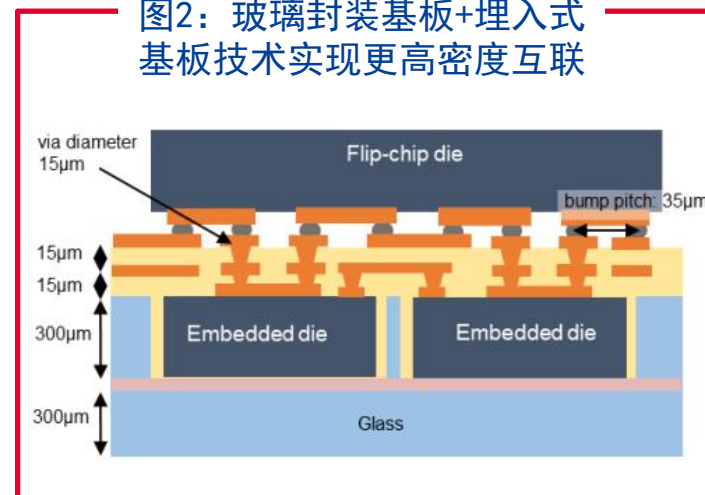 图2：玻璃封装基板+埋入式
基板技术实现更高密度互联
via diameter
15μm
Flip-chip die
bump pitch: 35μm
15μm
15μm
300μm
Embedded die
Embedded die
300μm
Glass